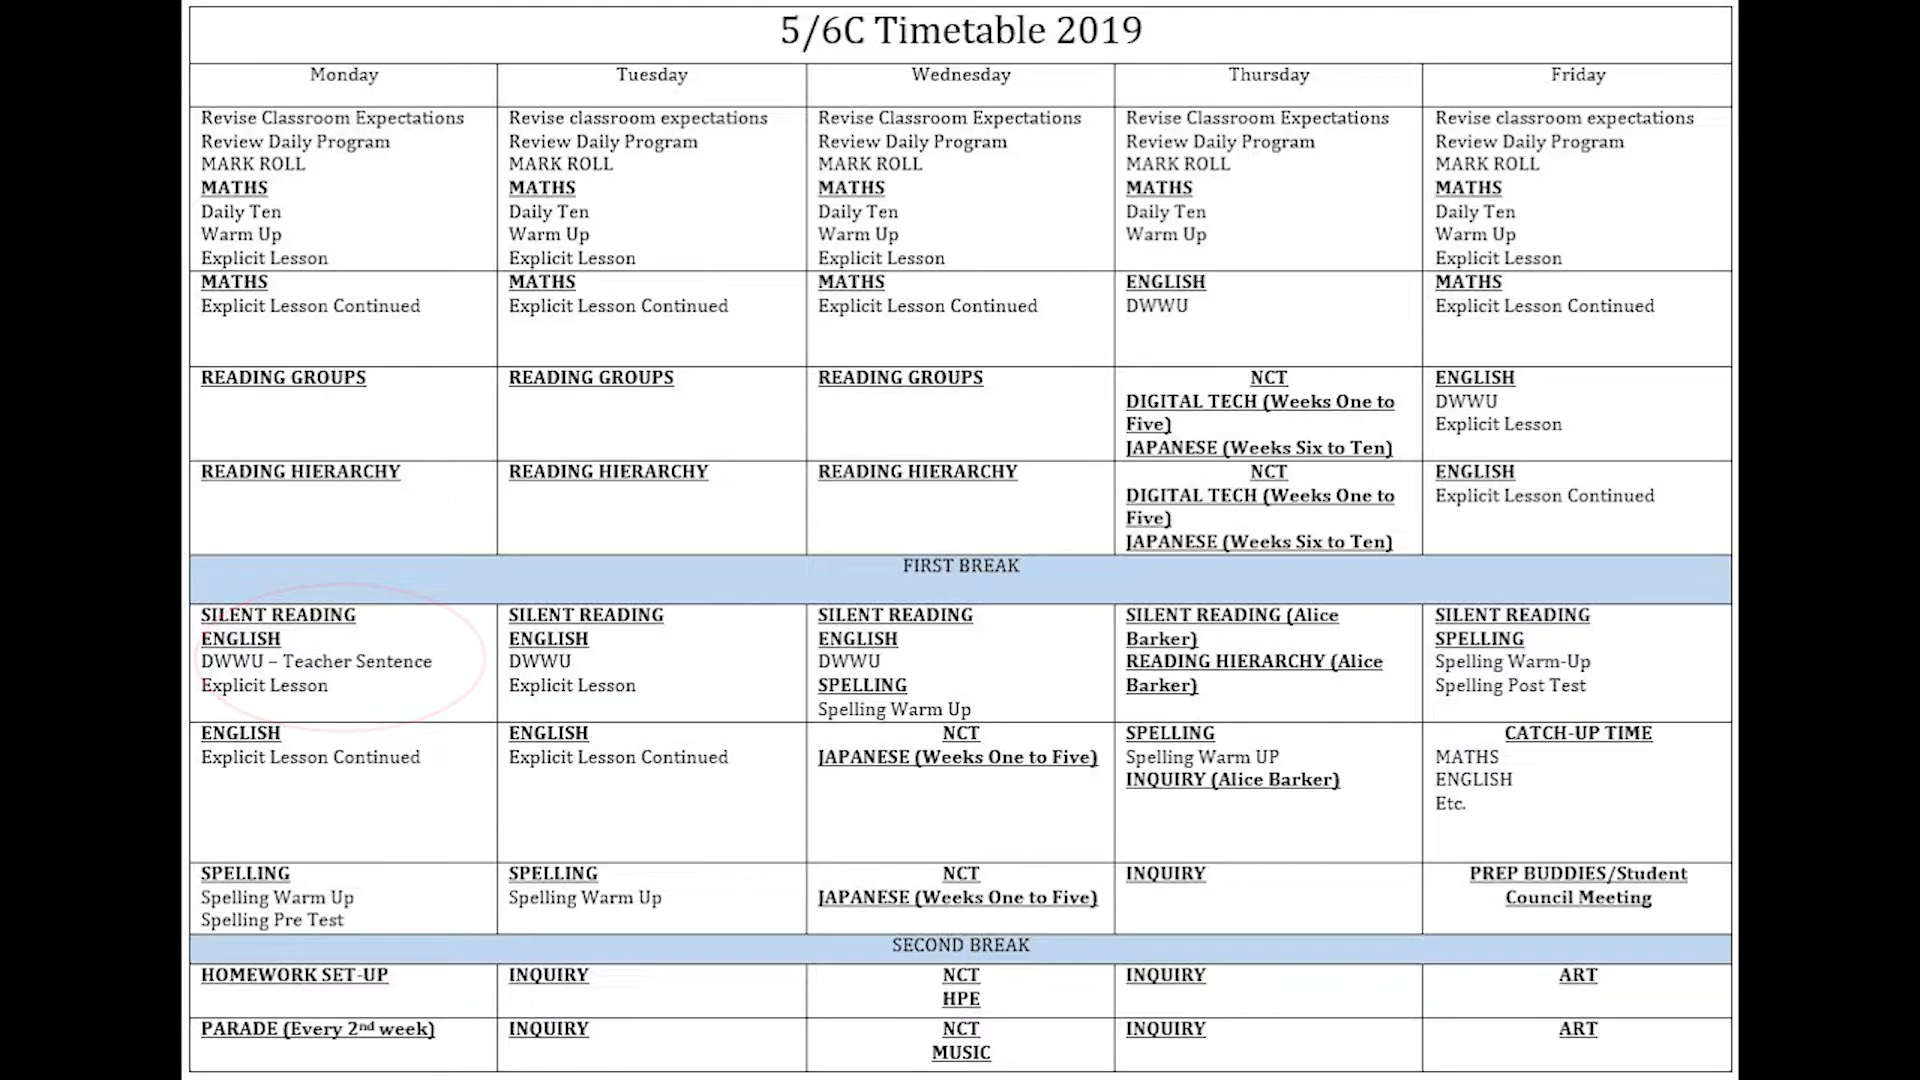 5/6C Timetable 2019
Monday
Tuesday
Wednesday
Thursday
Friday
Revise Classroom Expectations
Review Daily Program
MARK ROLL
MATHS
Daily Ten
Warm Up
Explicit Lesson
Revise classroom expectations
Review Daily Program
MARK ROLL
MATHS
Daily Ten
Warm Up
Explicit Lesson
Revise Classroom Expectations
Review Daily Program
MARK ROLL
MATHS
Daily Ten
Warm Up
Explicit Lesson
Revise Classroom Expectations
Review Daily Program
MARK ROLL
MATHS
Daily Ten
Warm Up
Revise classroom expectations
Review Daily Program
MARK ROLL
MATHS
Daily Ten
Warm Up
Explicit Lesson
MATHS
Explicit Lesson Continued
MATHS
Explicit Lesson Continued
MATHS
Explicit Lesson Continued
ENGLISH
DWWU
MATHS
Explicit Lesson Continued
READING GROUPS
READING GROUPS
READING GROUPS
NCT
DIGITAL TECH (Weeks One to
Five)
JAPANESE (Weeks Six to Ten)
ENGLISH
DWWU
Explicit Lesson
READING HIERARCHY
READING HIERARCHY
READING HIERARCHY
NCT
DIGITAL TECH (Weeks One to
Five)
JAPANESE (Weeks Six to Ten)
ENGLISH
Explicit Lesson Continued
FIRST BREAK
SILENT READING
ENGLISH
DWWU – Teacher Sentence
Explicit Lesson
SILENT READING
ENGLISH
DWWU
Explicit Lesson
SILENT READING
ENGLISH
DWWU
SPELLING
Spelling Warm Up
SILENT READING (Alice
Barker)
READING HIERARCHY (Alice
Barker)
SILENT READING
SPELLING
Spelling Warm-Up
Spelling Post Test
ENGLISH
Explicit Lesson Continued
ENGLISH
Explicit Lesson Continued
NCT
JAPANESE (Weeks One to Five)
SPELLING
Spelling Warm UP
INQUIRY (Alice Barker)
CATCH-UP TIME
MATHS
ENGLISH
Etc.
SPELLING
Spelling Warm Up
Spelling Pre Test
SPELLING
Spelling Warm Up
NCT
JAPANESE (Weeks One to Five)
INQUIRY
PREP BUDDIES/Student
Council Meeting
SECOND BREAK
HOMEWORK SET-UP
INQUIRY
NCT
HPE
INQUIRY
ART
PARADE (Every 2nd week)
INQUIRY
NCT
MUSIC
INQUIRY
ART